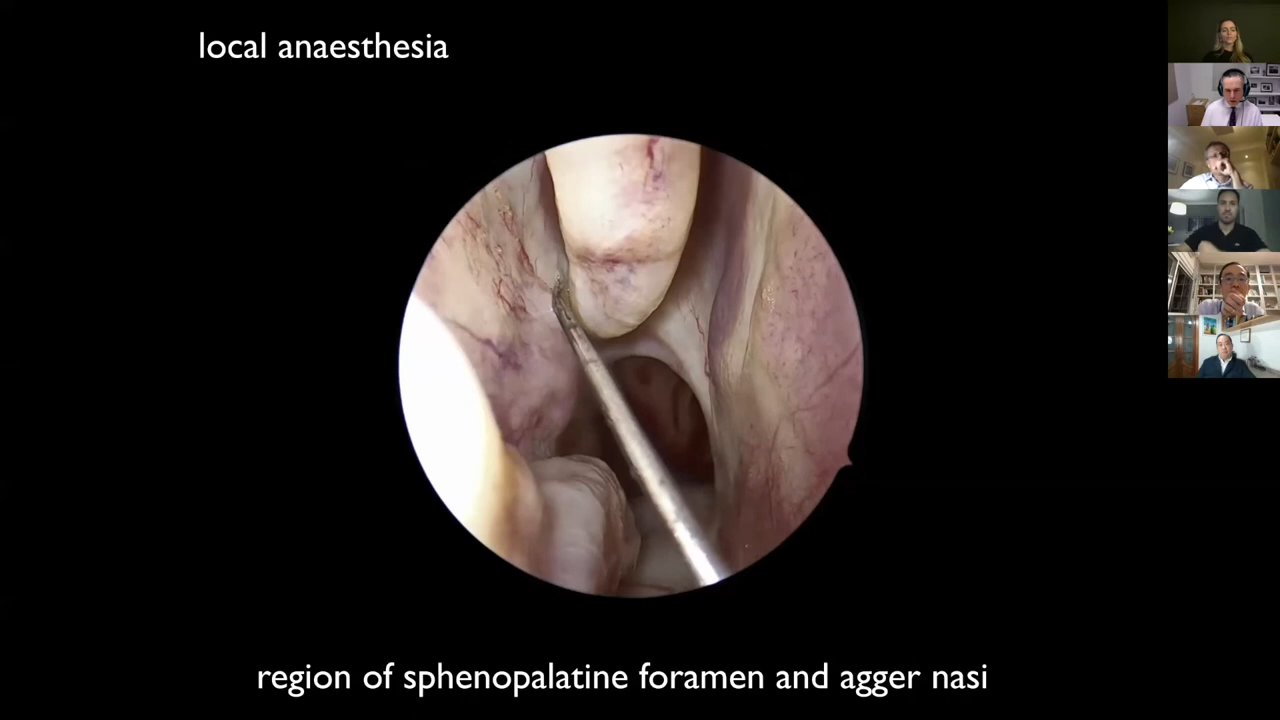 local anaesthesia
region of sphenopalatine foramen and agger nasi